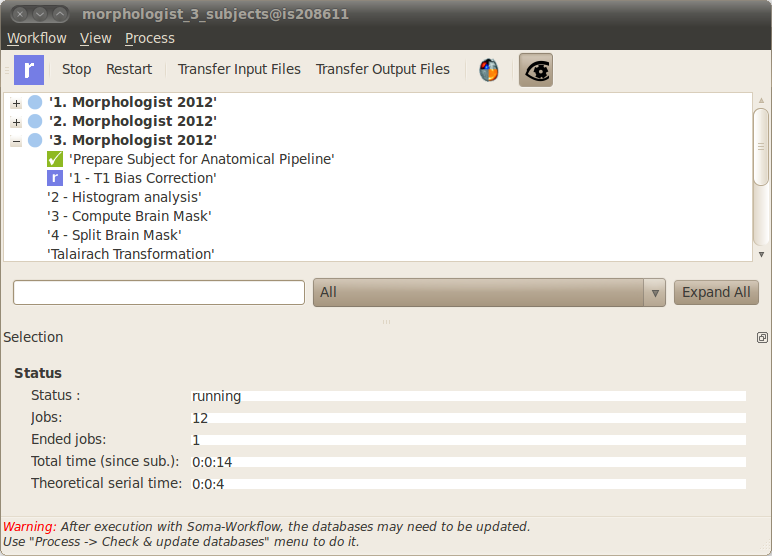 morphologist_3_subjects@is208611
Workflow View Process
r Stop Restart Transfer Input Files Transfer Output Files
'1. Morphologist 2012'
'2. Morphologist 2012'
'3. Morphologist 2012'
'Prepare Subject for Anatomical Pipeline'
r '1 - T1 Bias Correction'
'2 - Histogram analysis'
'3 - Compute Brain Mask'
'4 - Split Brain Mask'
'Talairach Transformation'
All Expand All
Selection
Status
Status : running
Jobs: 12
Ended jobs: 1
Total time (since sub.): 0:0:14
Theoretical serial time: 0:0:4
Warning: After execution with Soma-Workflow, the databases may need to be updated.
Use "Process -> Check & update databases" menu to do it.